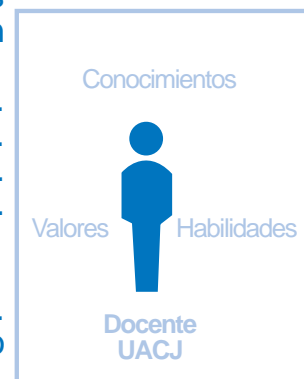 Conocimientos
Valores
Habilidades
Docente
UACJ